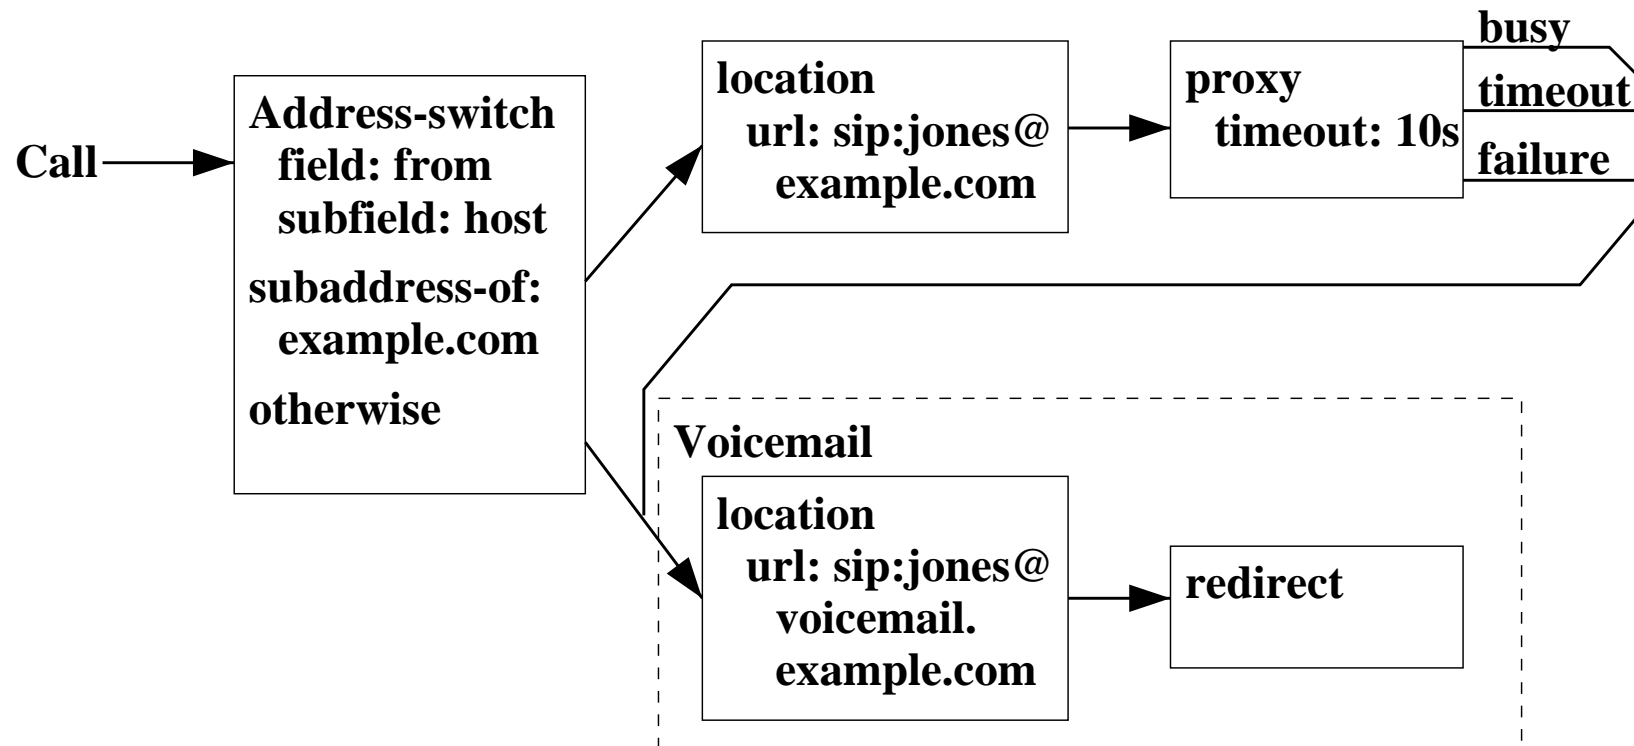 Call
Address-switch
field: from
subfield: host
subaddress-of:
example.com
otherwise
location
url: sip:jones@
example.com
proxy
timeout: 10s
busy
timeout
failure
Voicemail
location
url: sip:jones@
voicemail.
example.com
redirect